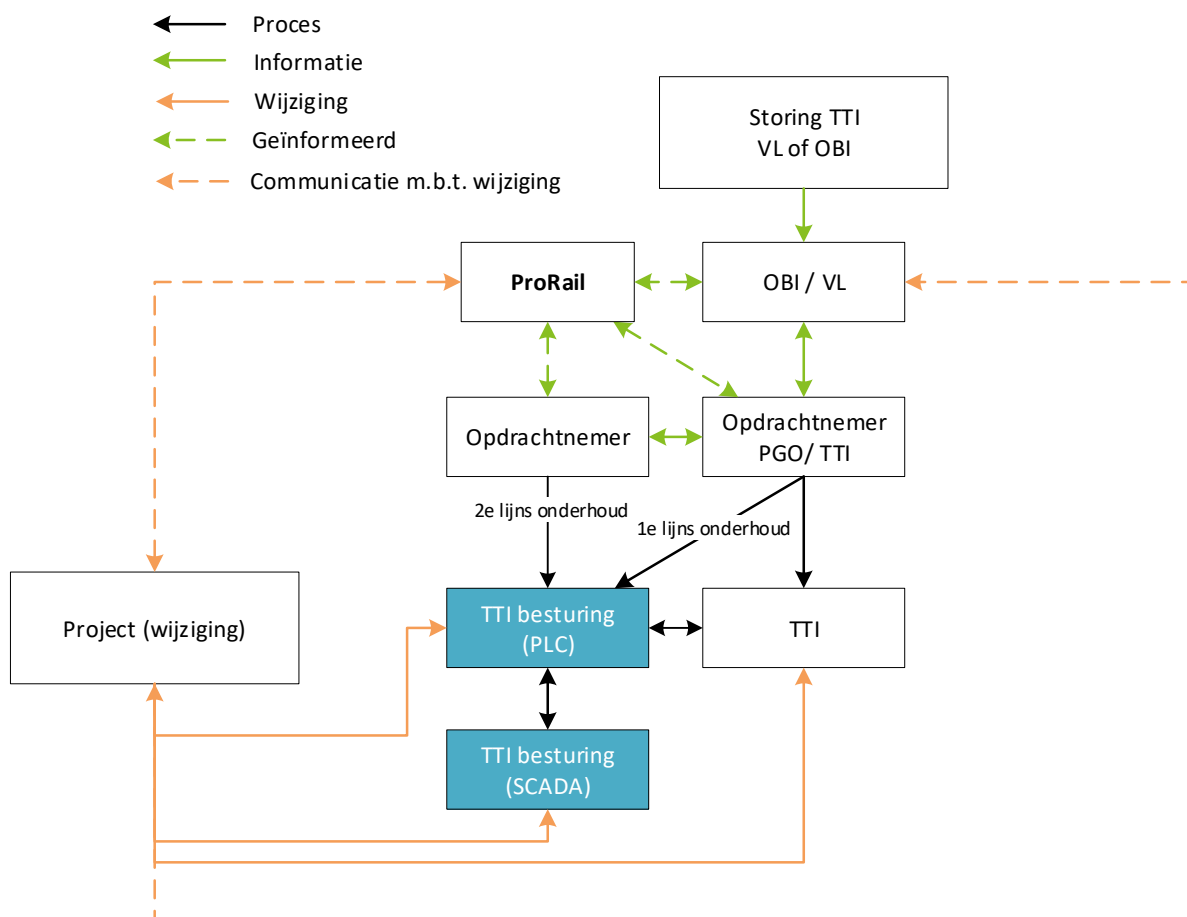 Proces
Informatie
Wijziging
Geïnformeerd
Communicatie m.b.t. wijziging
Storing TTI
VL of OBI
ProRail
OBI / VL
Opdrachtnemer
Opdrachtnemer
PGO/ TTI
2e lijns onderhoud
1e lijns onderhoud
Project (wijziging)
TTI besturing
(PLC)
TTI
TTI besturing
(SCADA)